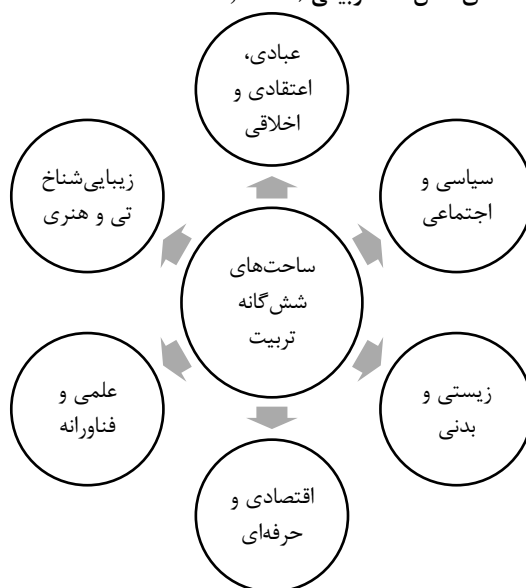 عبادی،
اعتقادی و
اخلاقی
سیاسی و
اجتماعی
زیستی و
بدنی
اقتصادی و
حرفه‌ای
علمی و
فناورانه
زیبایی‌شناخ
تی و هنری
ساحت‌های
شش‌گانه
تربیت